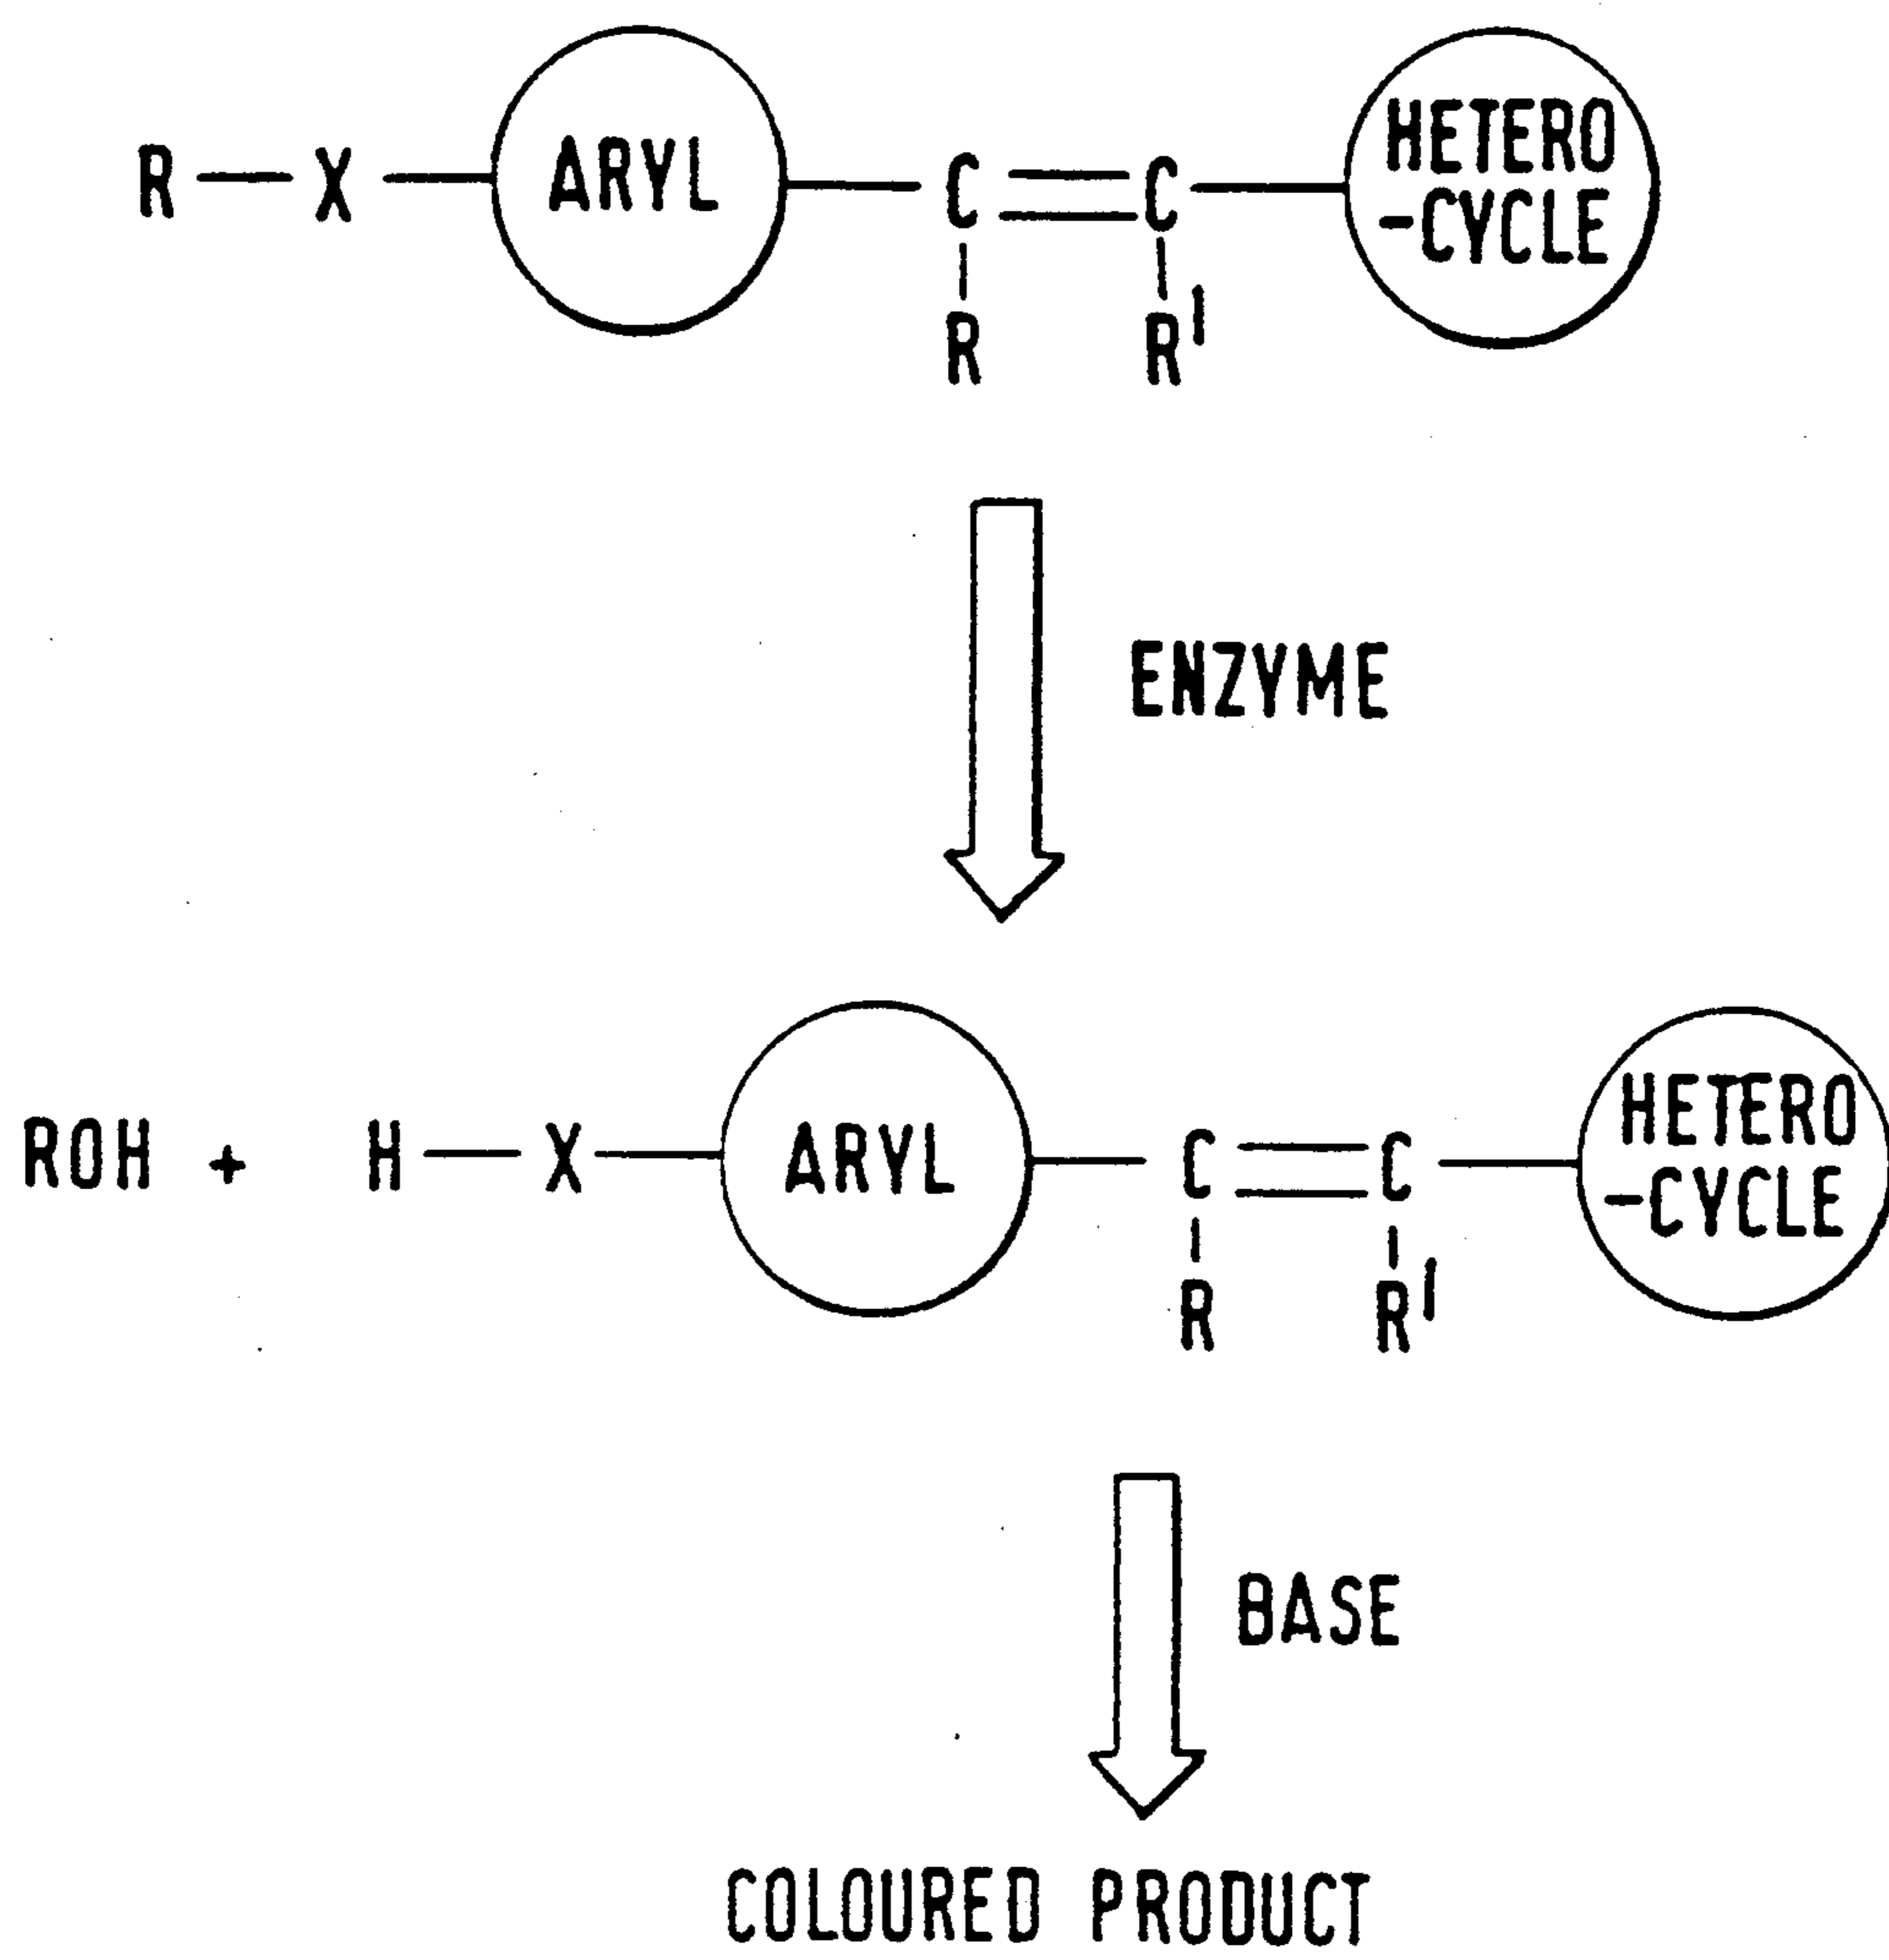 R — X — ARYL — C = C — HETERO
-CYCLE
R R'
ENZYME
ROH + H — X — ARYL — C = C — HETERO
-CYCLE
R R'
BASE
COLOURED PRODUCT